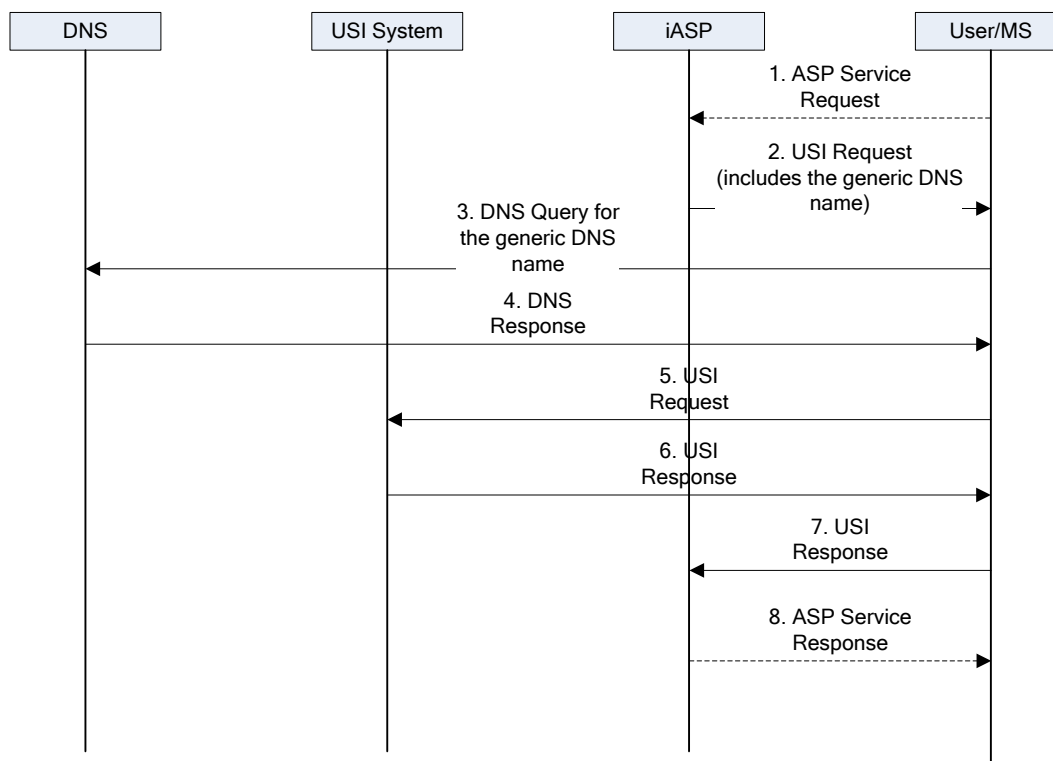 DNS
USI System
iASP
User/MS
1. ASP Service
Request
2. USI Request
(includes the generic DNS
name)
3. DNS Query for
the generic DNS
name
4. DNS
Response
5. USI
Request
6. USI
Response
7. USI
Response
8. ASP Service
Response